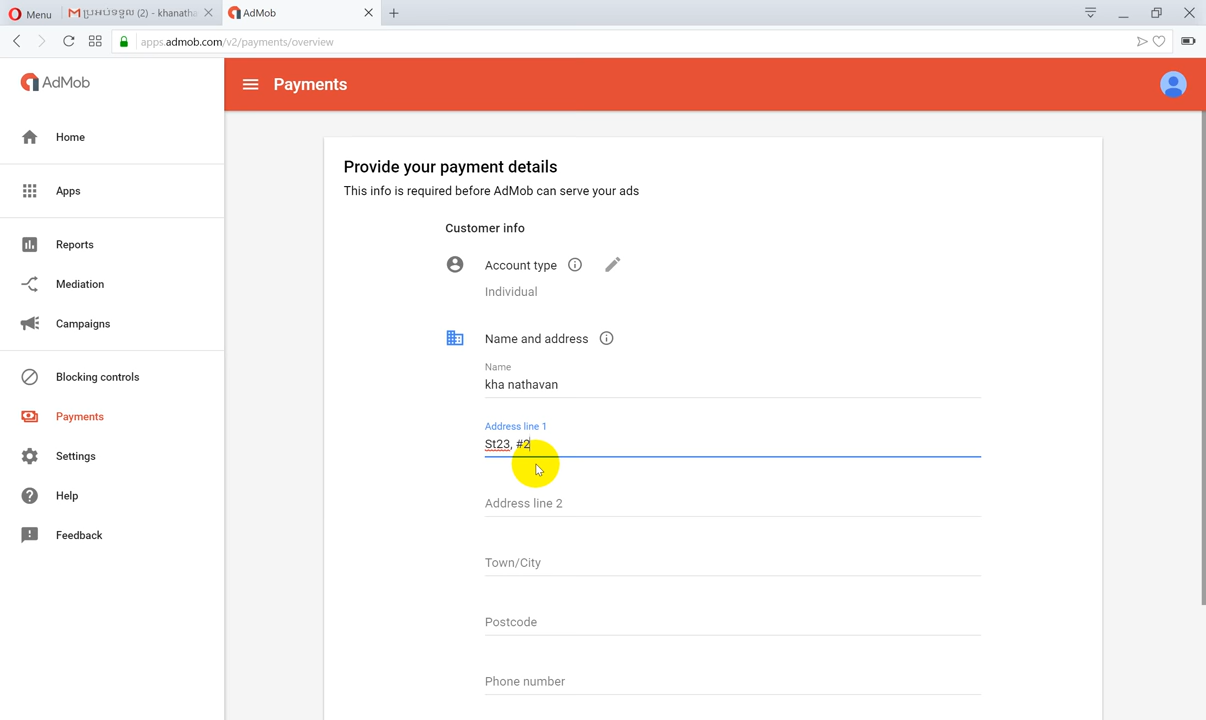 Menu
ប្រអប់ទទួល (2) - khanatha
AdMob
apps.admob.com/v2/payments/overview
AdMob
Payments
Home
Apps
Reports
Mediation
Campaigns
Blocking controls
Payments
Settings
Help
Feedback
Provide your payment details
This info is required before AdMob can serve your ads
Customer info
Account type
Individual
Name and address
Name
kha nathavan
Address line 1
St23, #2
Address line 2
Town/City
Postcode
Phone number